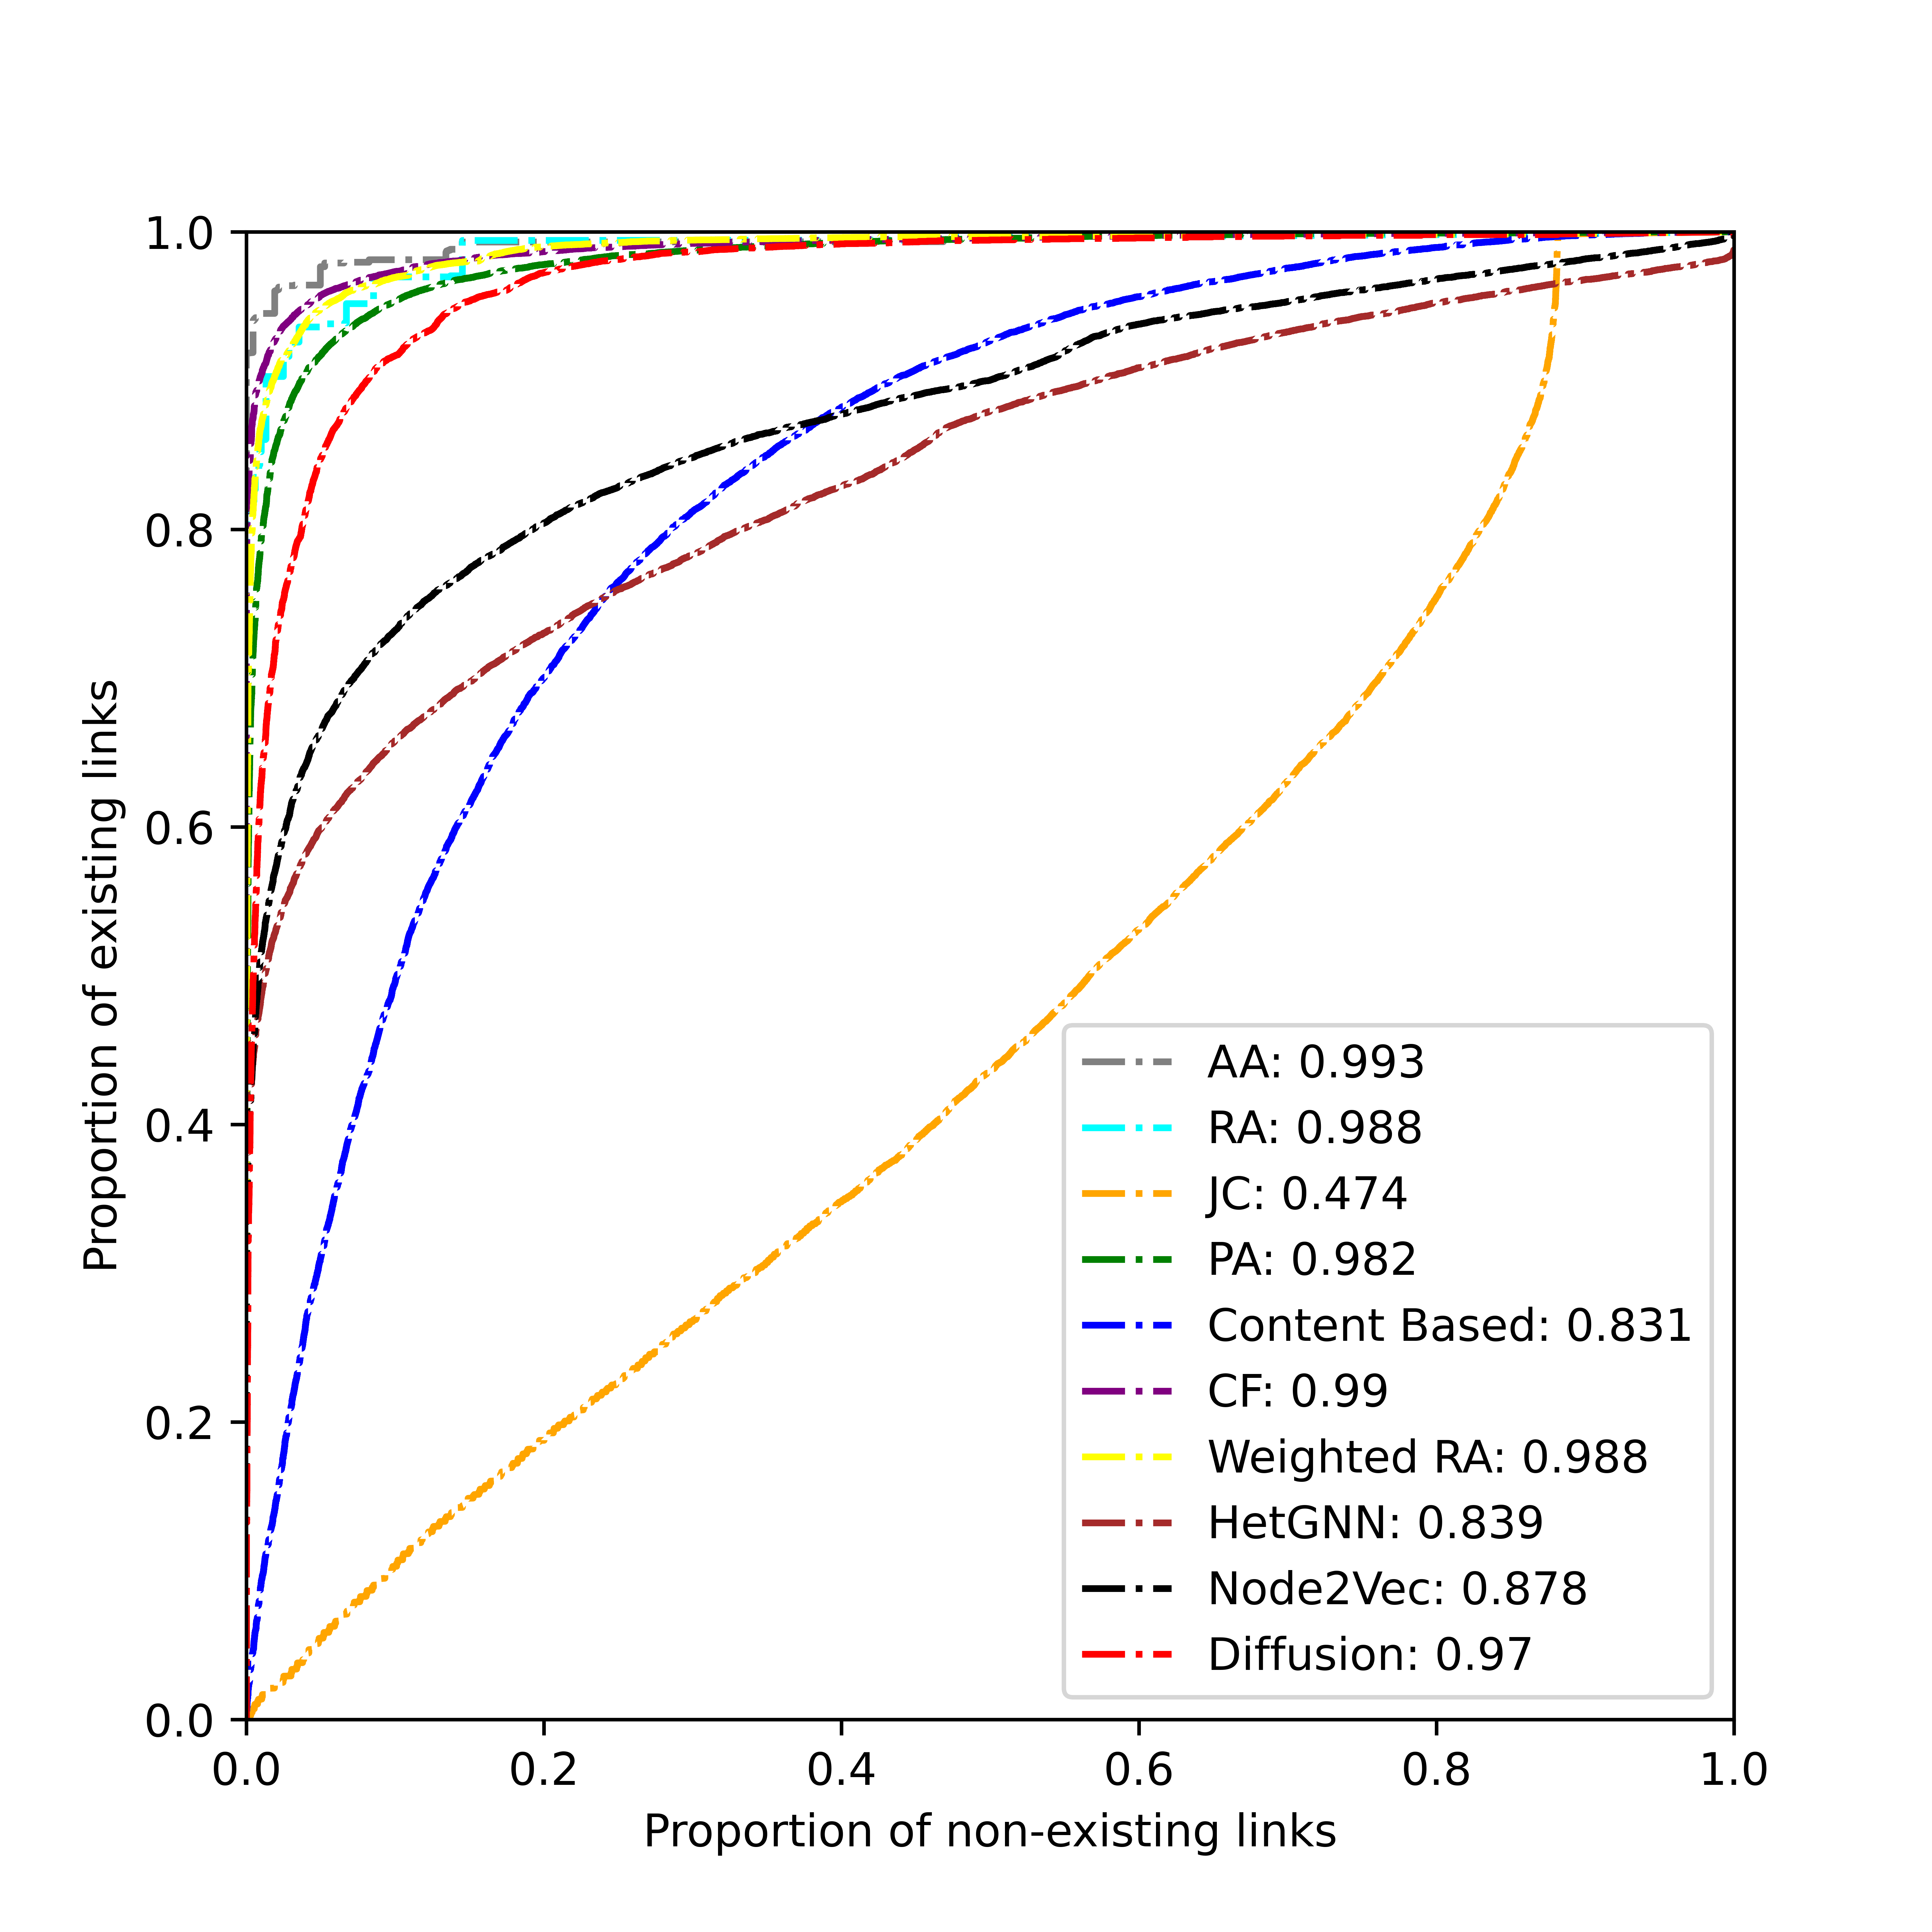 1.0
0.8
0.6
0.4
0.2
0.0
Proportion of existing links
AA: 0.993
RA: 0.988
JC: 0.474
PA: 0.982
Content Based: 0.831
CF: 0.99
Weighted RA: 0.988
HetGNN: 0.839
Node2Vec: 0.878
Diffusion: 0.97
0.0 0.2 0.4 0.6 0.8 1.0
Proportion of non-existing links